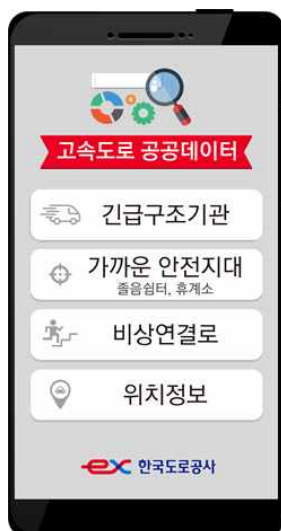 고속도로 공공데이터
긴급구조기관
가까운 안전지대
졸음쉼터, 휴게소
비상연결로
위치정보
ex 한국도로공사